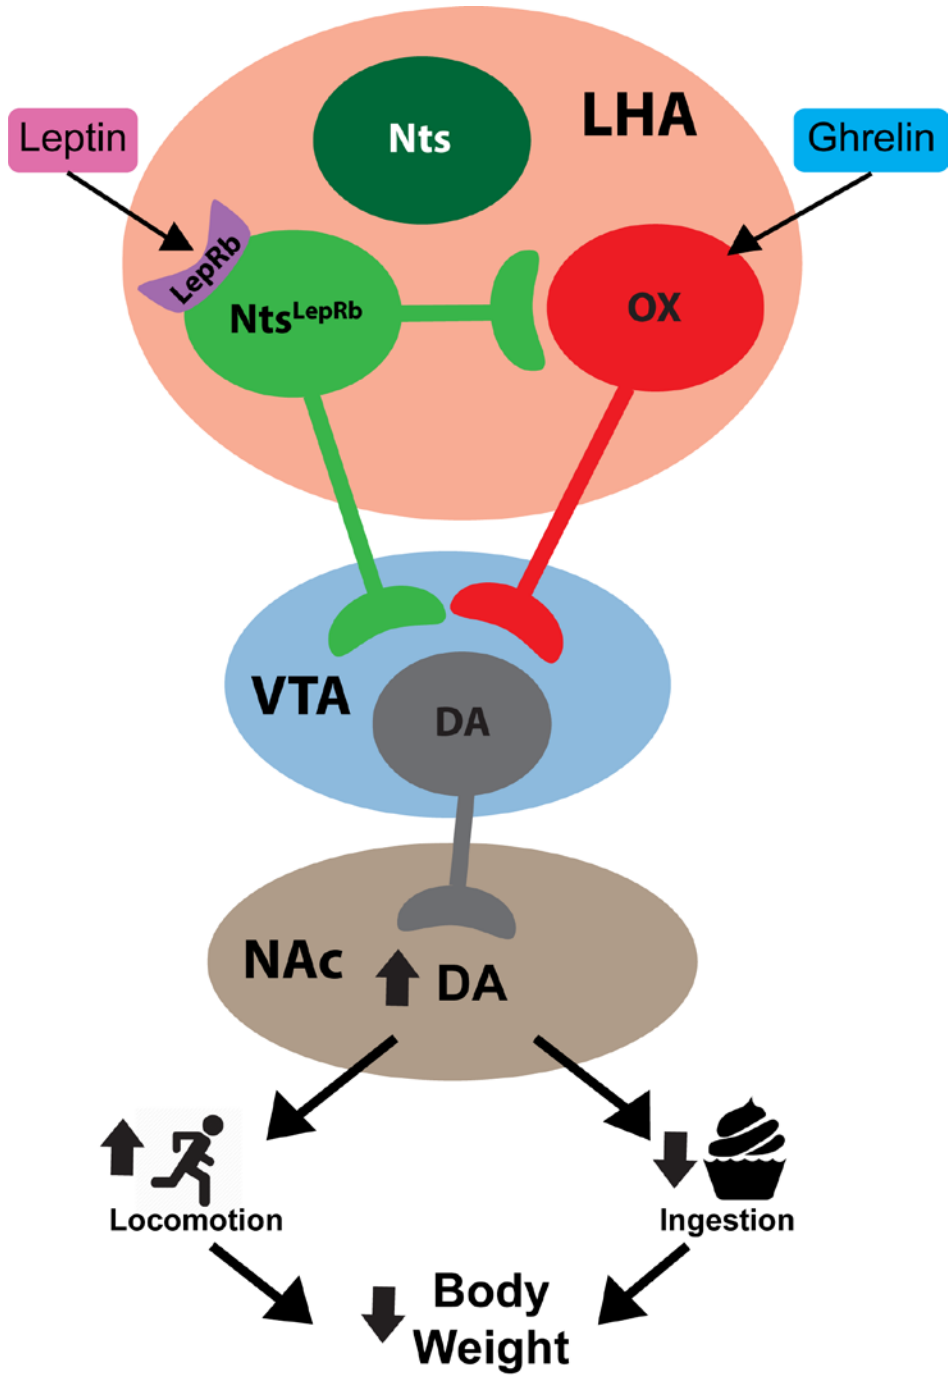 Nts
LHA
Leptin
Ghrelin
LepRb
NtsLepRb
OX
VTA
DA
NAc
DA
Locomotion
Ingestion
Body
Weight